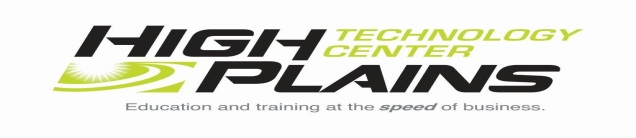 HIGH TECHNOLOGY
CENTER
PLAINS
Education and training at the speed of business.